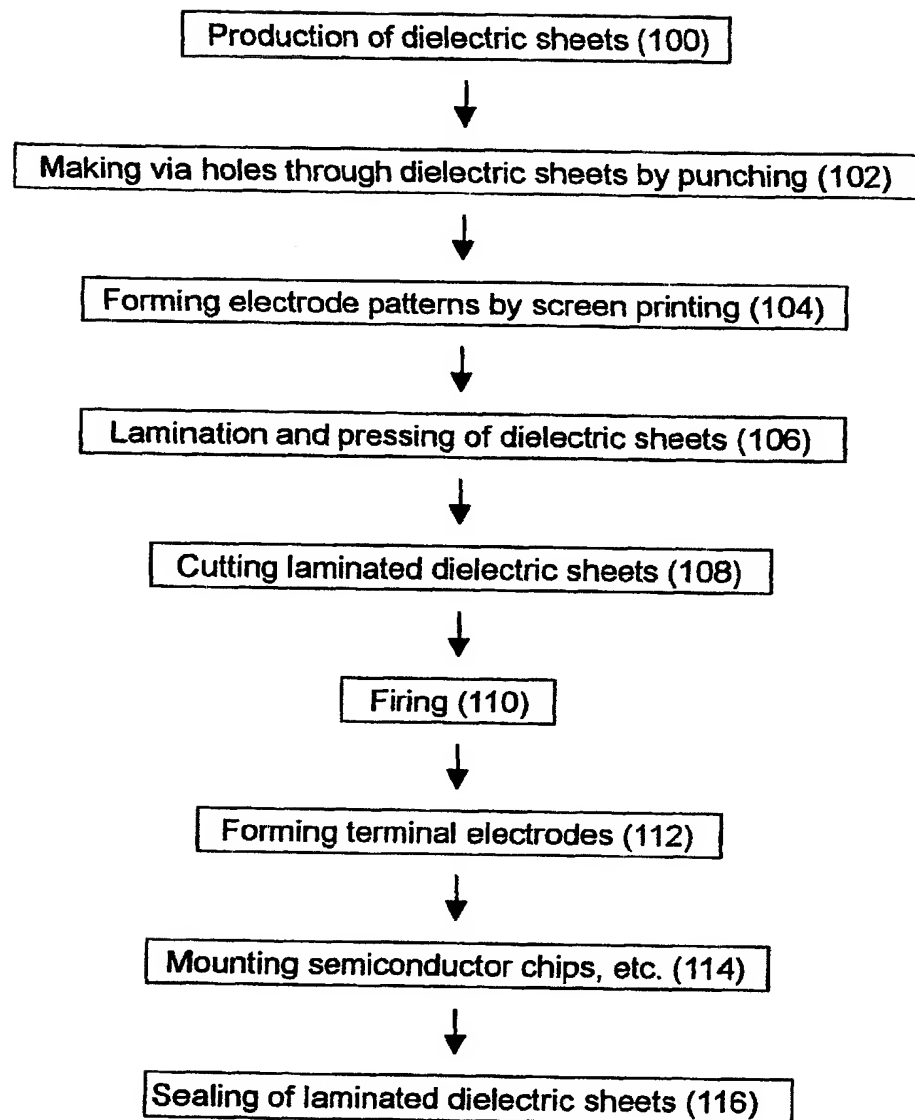 Production of dielectric sheets (100)
Making via holes through dielectric sheets by punching (102)
Forming electrode patterns by screen printing (104)
Lamination and pressing of dielectric sheets (106)
Cutting laminated dielectric sheets (108)
Firing (110)
Forming terminal electrodes (112)
Mounting semiconductor chips, etc. (114)
Sealing of laminated dielectric sheets (116)